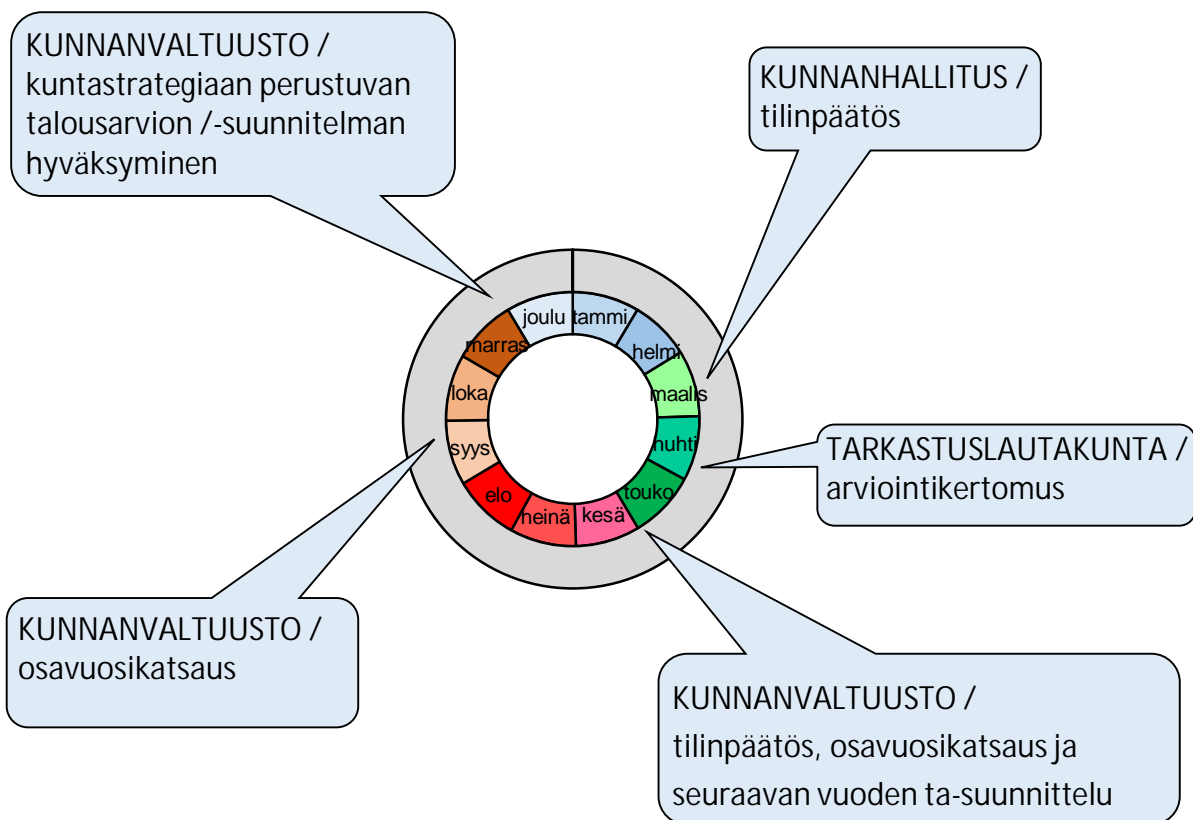 KUNNANVALTUUSTO /
kuntastrategiaan perustuvan
talousarvion /-suunnitelman
hyväksyminen
KUNNANHALLITUS /
tilinpäätös
joulu
tammi
helmi
maalis
huhti
touko
kesä
heinä
elo
syys
loka
marras
TARKASTUSLAUTAKUNTA /
arviointikertomus
KUNNANVALTUUSTO /
osavuosikatsaus
KUNNANVALTUUSTO /
tilinpäätös, osavuosikatsaus ja
seuraavan vuoden ta-suunnittelu